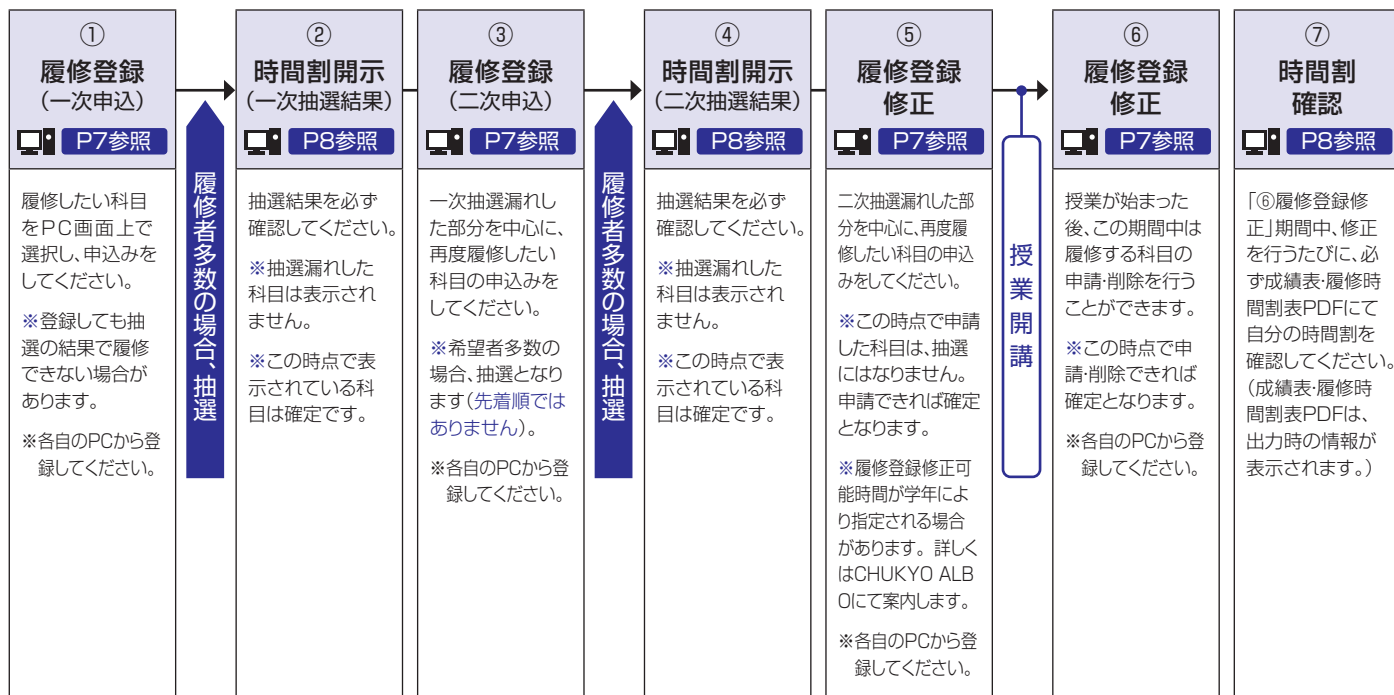 ①
履修登録
（一次申込）
P7参照
履修したい科目
をPC画面上で
選択し、申込みを
してください。
※登録しても抽
選の結果で履修
できない場合が
あります。
※各自のPCから登
録してください。
履修者多数の場合、抽選
②
時間割開示
（一次抽選結果）
P8参照
抽選結果を必ず
確認してください。
※抽選漏れした
科目は表示され
ません。
※この時点で表
示されている科
目は確定です。
③
履修登録
（二次申込）
P7参照
一次抽選漏れし
た部分を中心に、
再度履修したい
科目の申込みを
してください。
※希望者多数の
場合、抽選となり
ます（先着順では
ありません）。
※各自のPCから登
録してください。
履修者多数の場合、抽選
④
時間割開示
（二次抽選結果）
P8参照
抽選結果を必ず
確認してください。
※抽選漏れした
科目は表示され
ません。
※この時点で表
示されている科
目は確定です。
⑤
履修登録
修正
P7参照
二次抽選漏れした部
分を中心に、再度履
修したい科目の申込
みをしてください。
※この時点で申請
した科目は、抽選
にはなりません。
申請できれば確定
となります。
※履修登録修正可
能時間が学年によ
り指定される場合
があります。詳しく
はCHUKYO ALB
Oにて案内します。
※各自のPCから登
録してください。
授業開講
⑥
履修登録
修正
P7参照
授業が始まった
後、この期間中は
履修する科目の
申請・削除を行う
ことができます。
※この時点で申
請・削除できれば
確定となります。
※各自のPCから登
録してください。
⑦
時間割
確認
P8参照
「⑥履修登録修
正」期間中、修正
を行うたびに、必
ず成績表・履修時
間割表PDFにて
自分の時間割を
確認してください。
（成績表・履修時
間割表PDFは、
出力時の情報が
表示されます。）